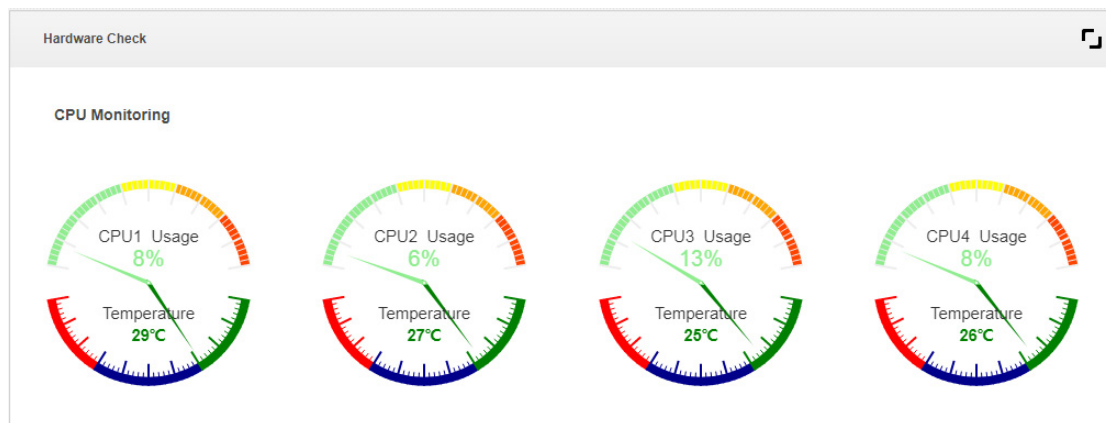 Hardware Check
CPU Monitoring
CPU1 Usage
8%
Temperature
29℃
CPU2 Usage
6%
Temperature
27℃
CPU3 Usage
13%
Temperature
25℃
CPU4 Usage
8%
Temperature
26℃